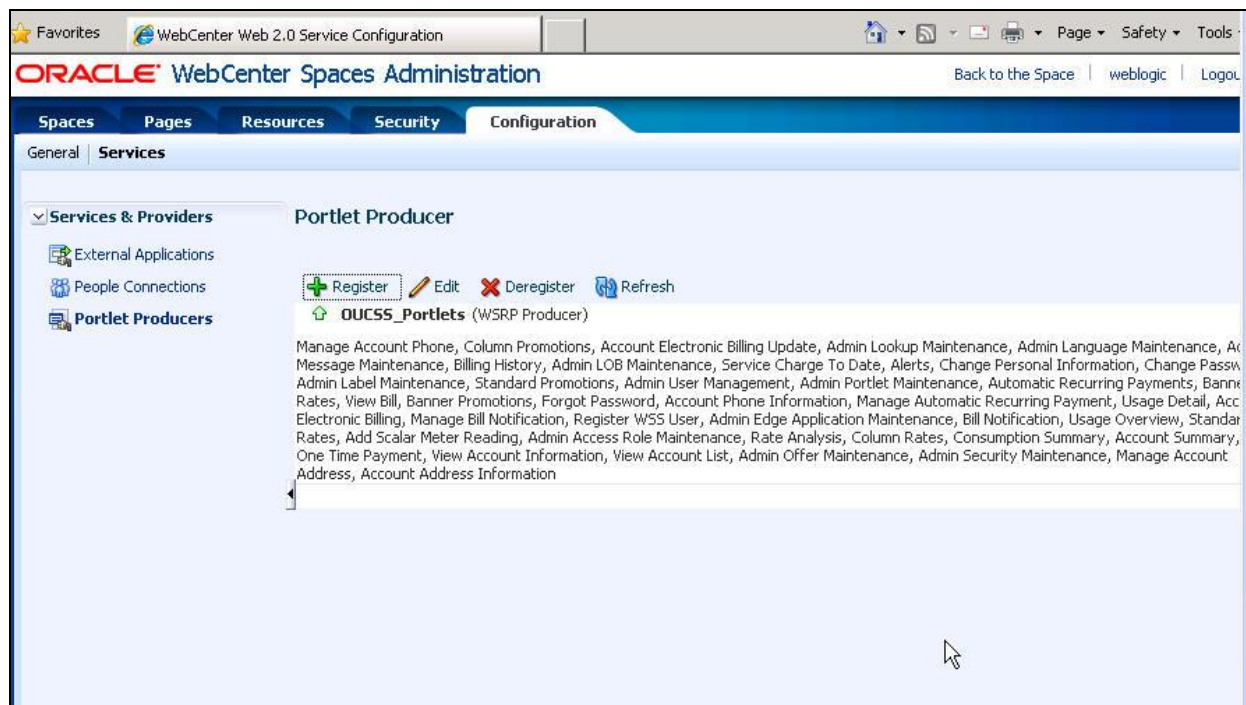 Favorites WebCenter Web 2.0 Service Configuration Page Safety Tools
ORACLE WebCenter Spaces Administration Back to the Space weblogic
Spaces Pages Resources Security Configuration
General Services
Services & Providers Portlet Producer
External Applications
People Connections Register Edit Deregister Refresh
Portlet Producers OUCSS_Portlets (WSRP Producer)
Manage Account Phone, Column Promotions, Account Electronic Billing Update, Admin Lookup Maintenance, Admin Language Maintenance,
Message Maintenance, Billing History, Admin LOB Maintenance, Service Charge To Date, Alerts, Change Personal Information, Change
Admin Label Maintenance, Standard Promotions, Admin User Management, Admin Portlet Maintenance, Automatic Recurring Payments,
Rates, View Bill, Banner Promotions, Forgot Password, Account Phone Information, Manage Automatic Recurring Payment, Usage Detail,
Electronic Billing, Manage Bill Notification, Register WSS User, Admin Edge Application Maintenance, Bill Notification, Usage Overview,
Rates, Add Scalar Meter Reading, Admin Access Role Maintenance, Rate Analysis, Column Rates, Consumption Summary, Account Summary,
One Time Payment, View Account Information, View Account List, Admin Offer Maintenance, Admin Security Maintenance, Manage Account
Address, Account Address Information